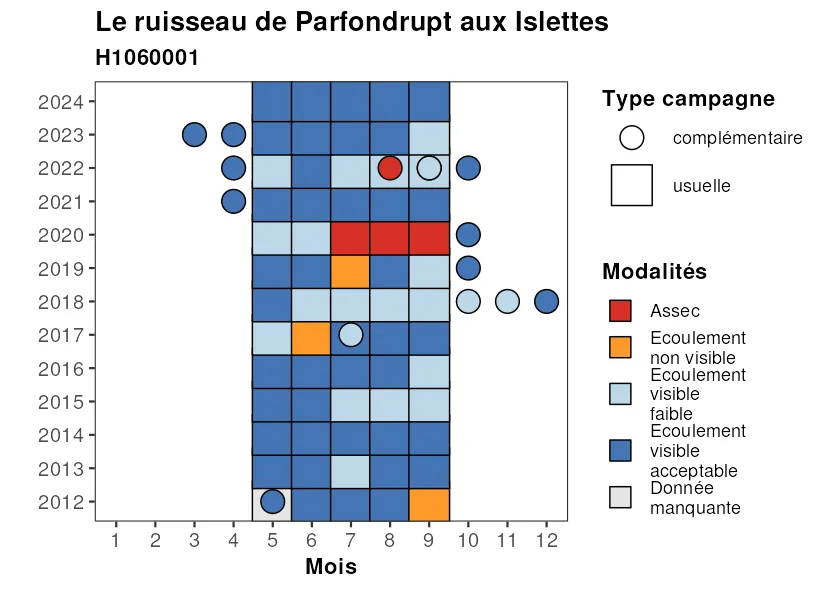 Le ruisseau de Parfondrupt aux Islettes
H1060001
2024
2023
2022
2021
2020
2019
2018
2017
2016
2015
2014
2013
2012
1 2 3 4 5 6 7 8 9 10 11 12
Mois
Type campagne
complémentaire
usuelle
Modalités
Assec
Ecoulement
non visible
Ecoulement
visible
faible
Ecoulement
visible
acceptable
Donnée
manquante